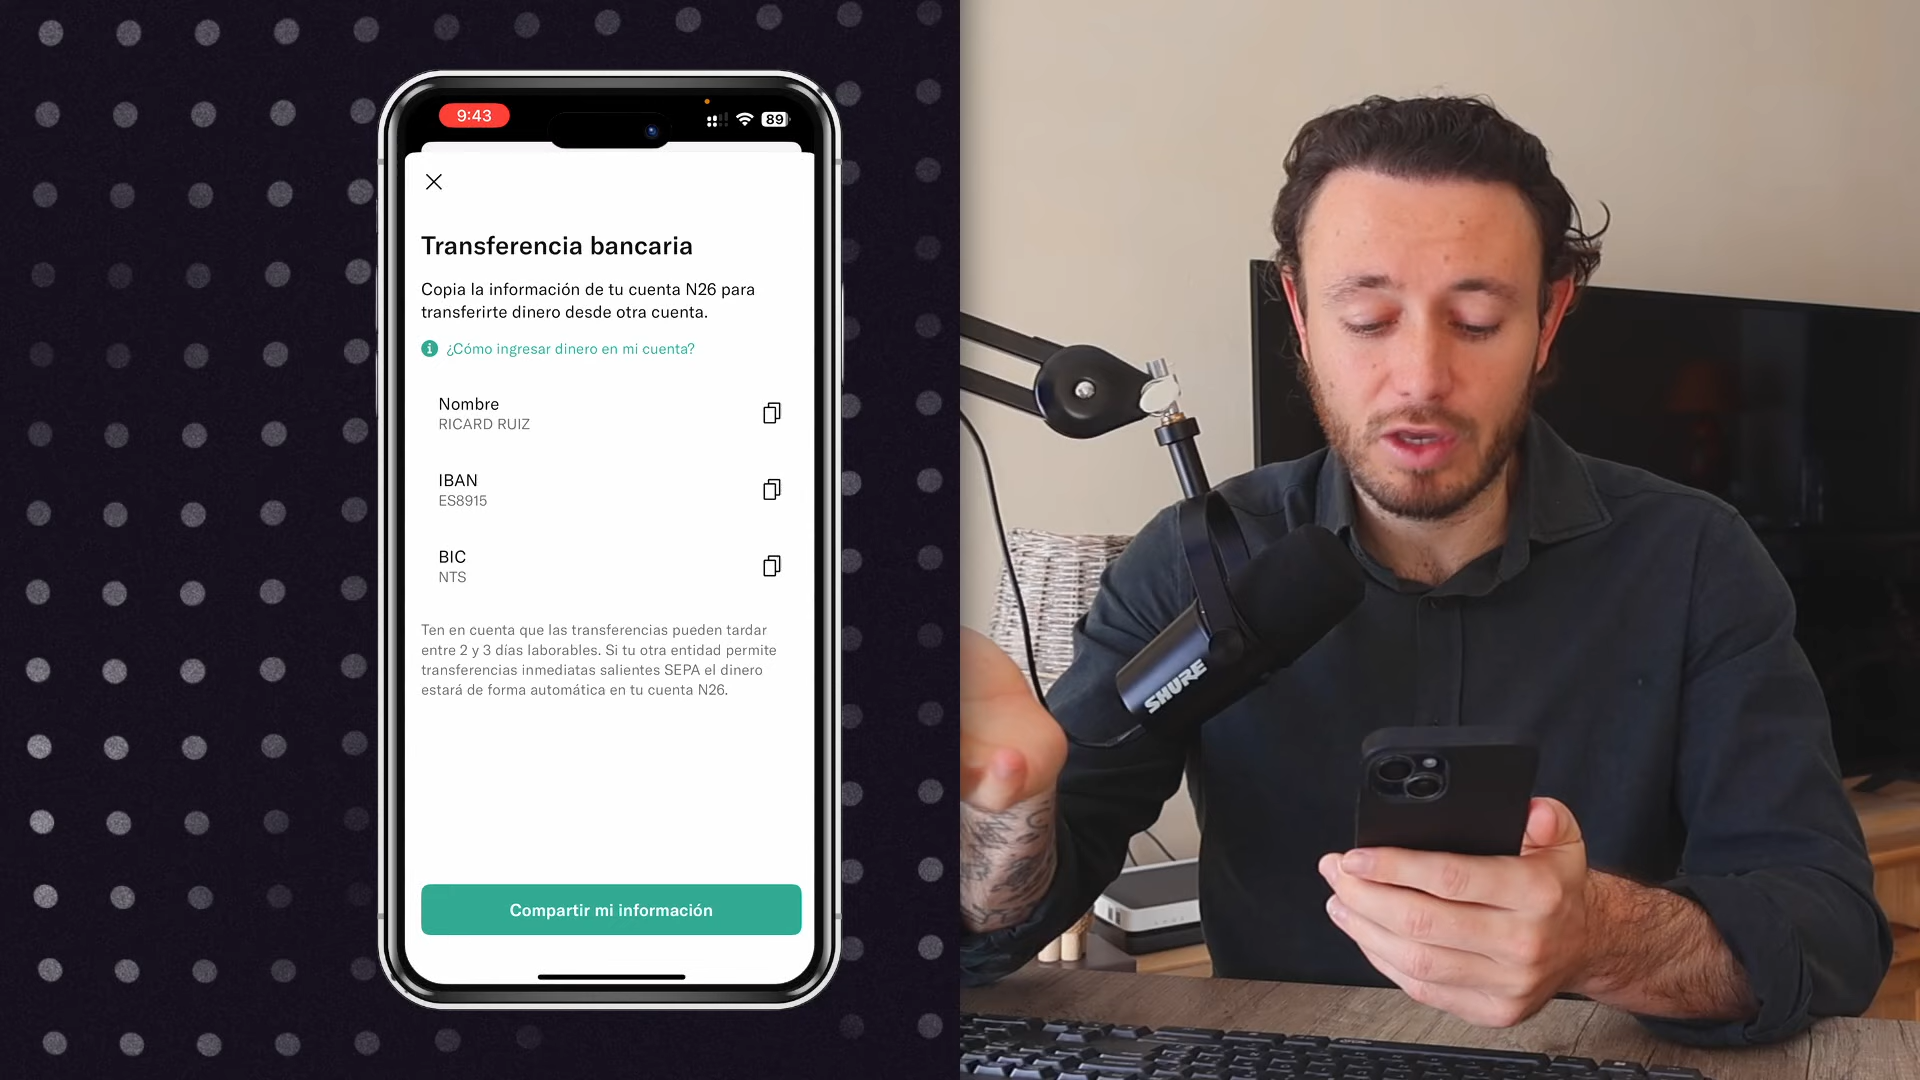 9:43
89
Transferencia bancaria
Copia la información de tu cuenta N26 para
transferirte dinero desde otra cuenta.
¿Cómo ingresar dinero en mi cuenta?
Nombre
RICARD RUIZ
IBAN
ES8915
BIC
NTS
Ten en cuenta que las transferencias pueden tardar
entre 2 y 3 días laborables. Si tu otra entidad permite
transferencias inmediatas salientes SEPA el dinero
estará de forma automática en tu cuenta N26.
Compartir mi información
SHURE